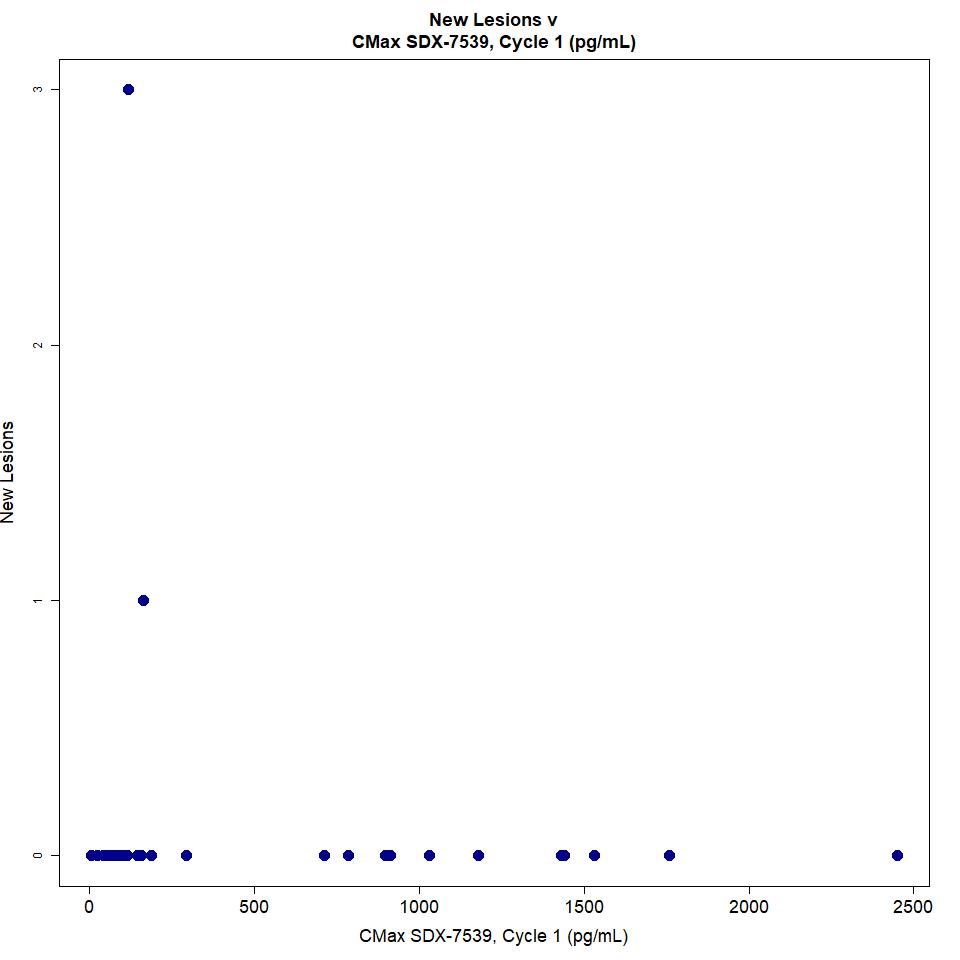 New Lesions v
CMax SDX-7539, Cycle 1 (pg/mL)
3
2
1
0
New Lesions
0 500 1000 1500 2000 2500
CMax SDX-7539, Cycle 1 (pg/mL)